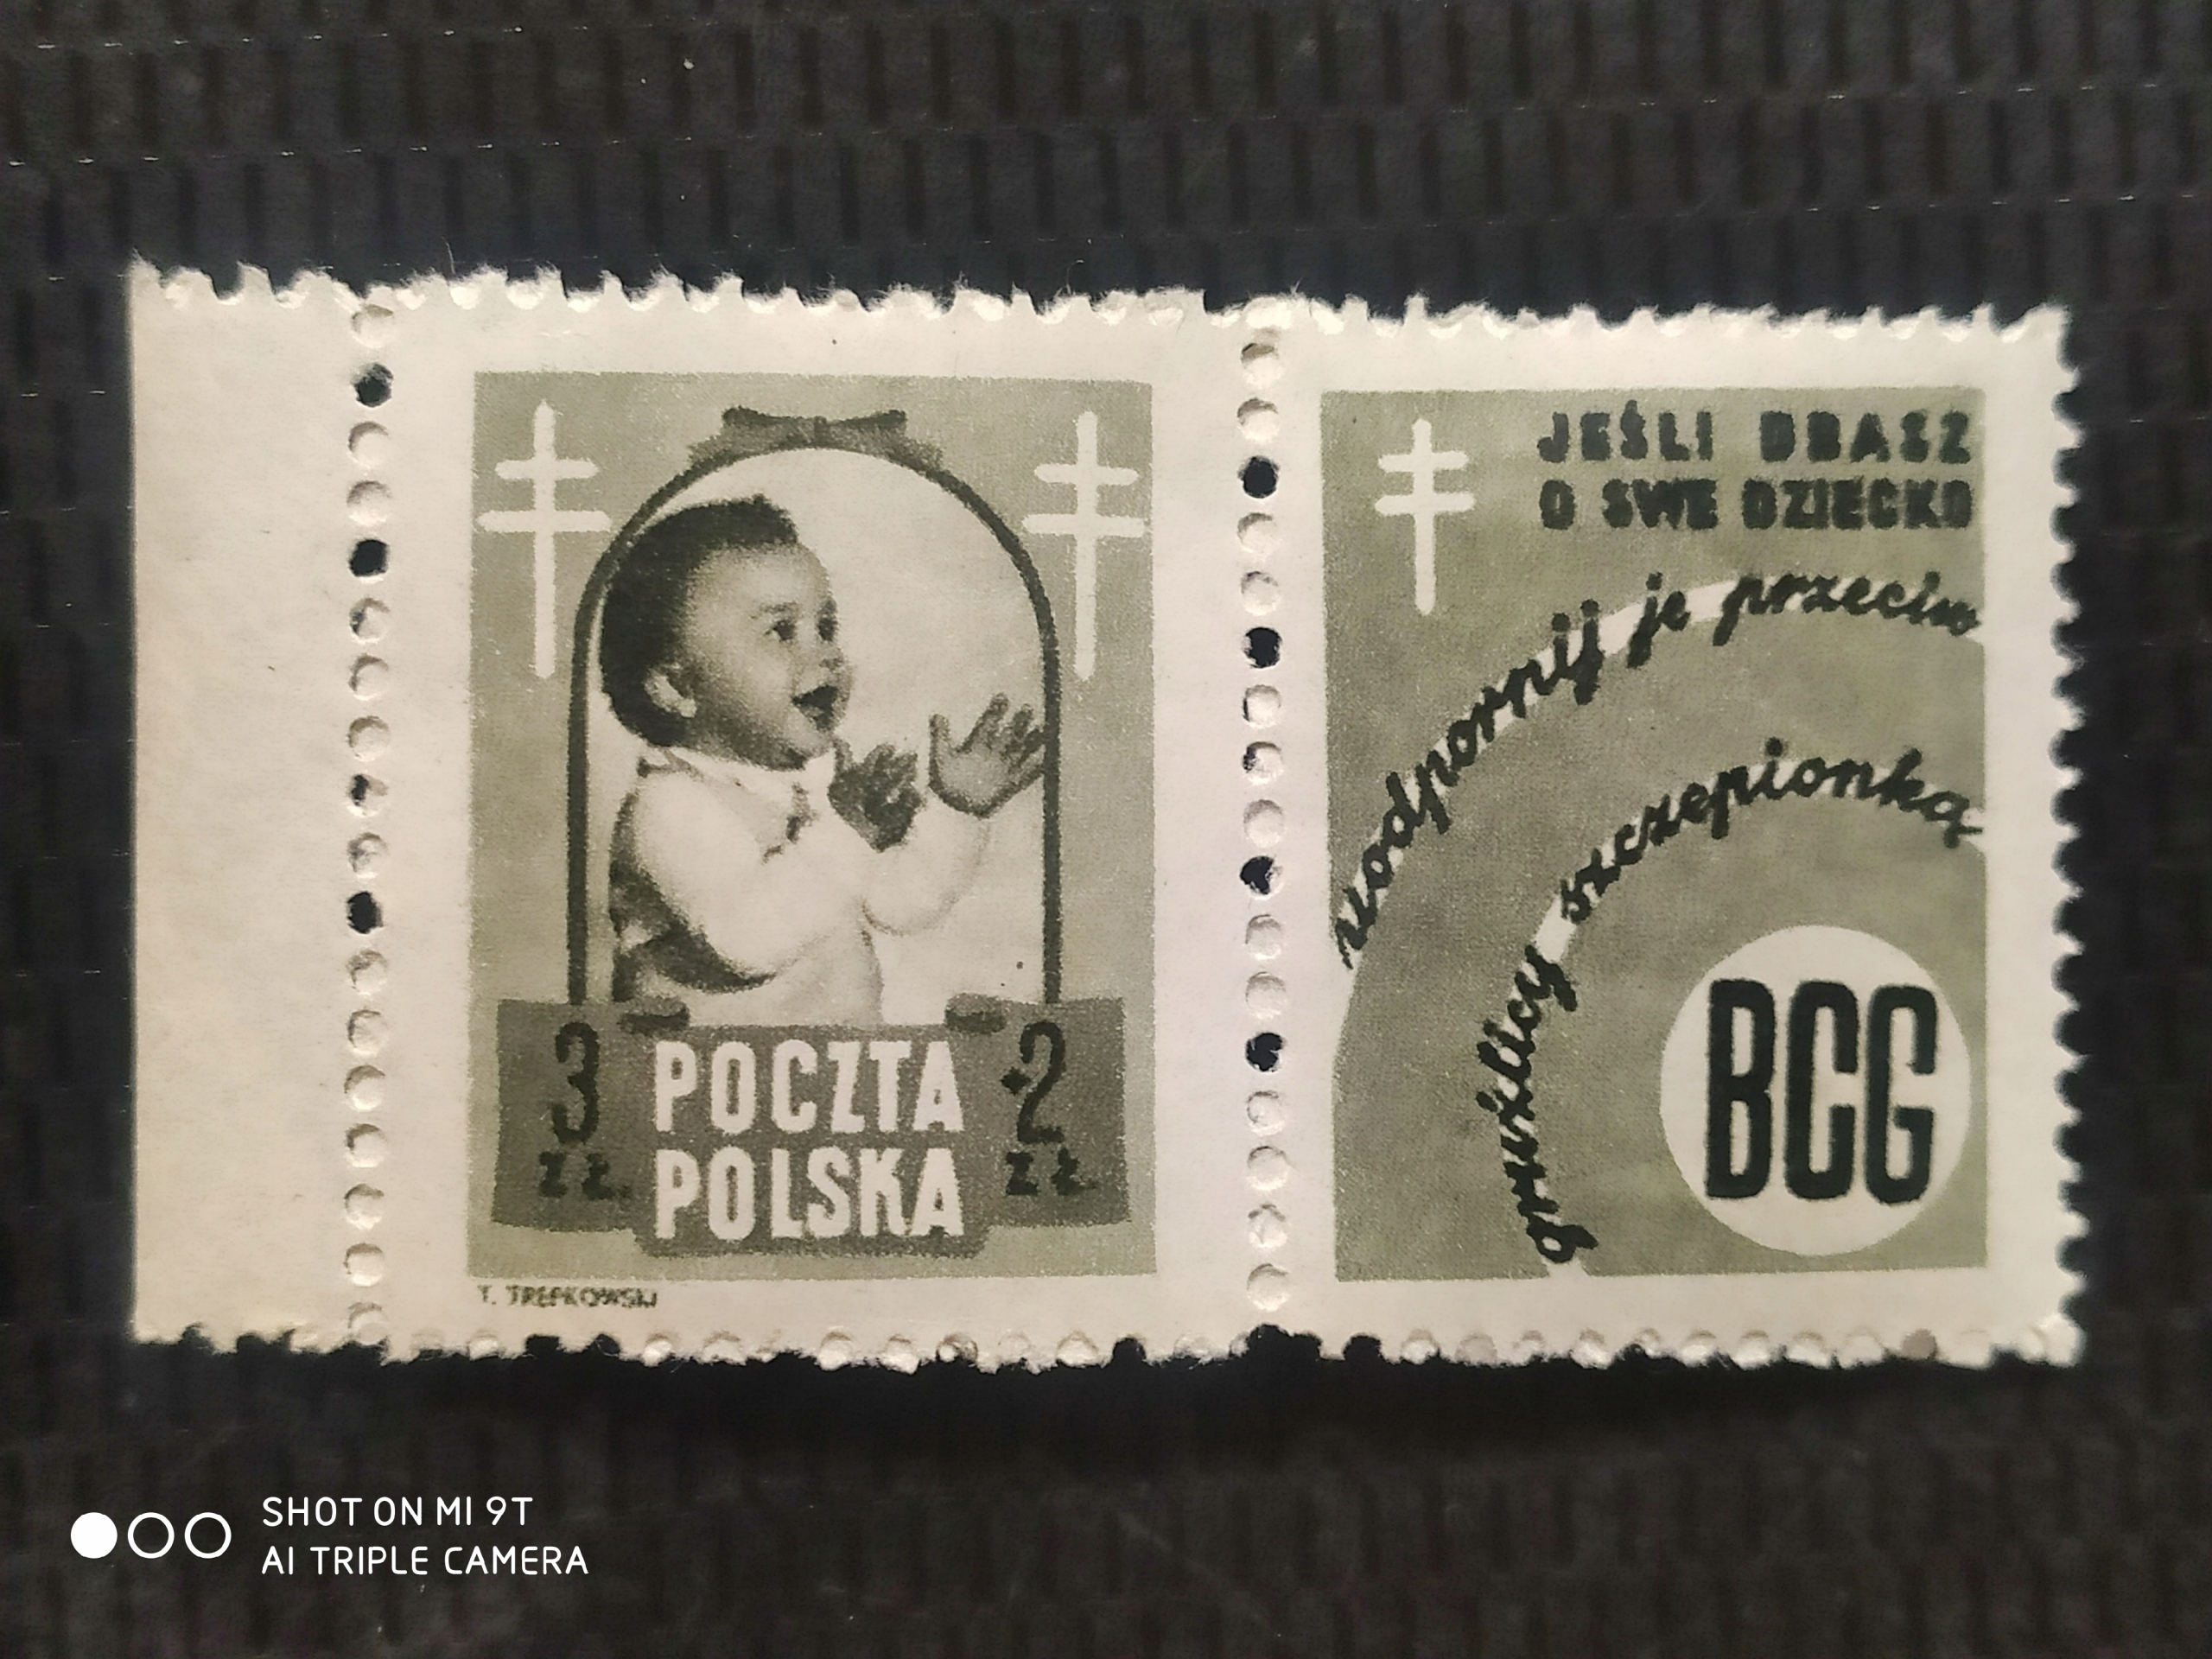 3
ZŁ.
POCZTA
POLSKA
+2
ZŁ.
T. TREPKOWSKI
JEŚLI DBASZ
O SWE DZIECKO
uodpornij je przeciw
gruźlicy szczepionką
BCG
SHOT ON MI 9T
AI TRIPLE CAMERA